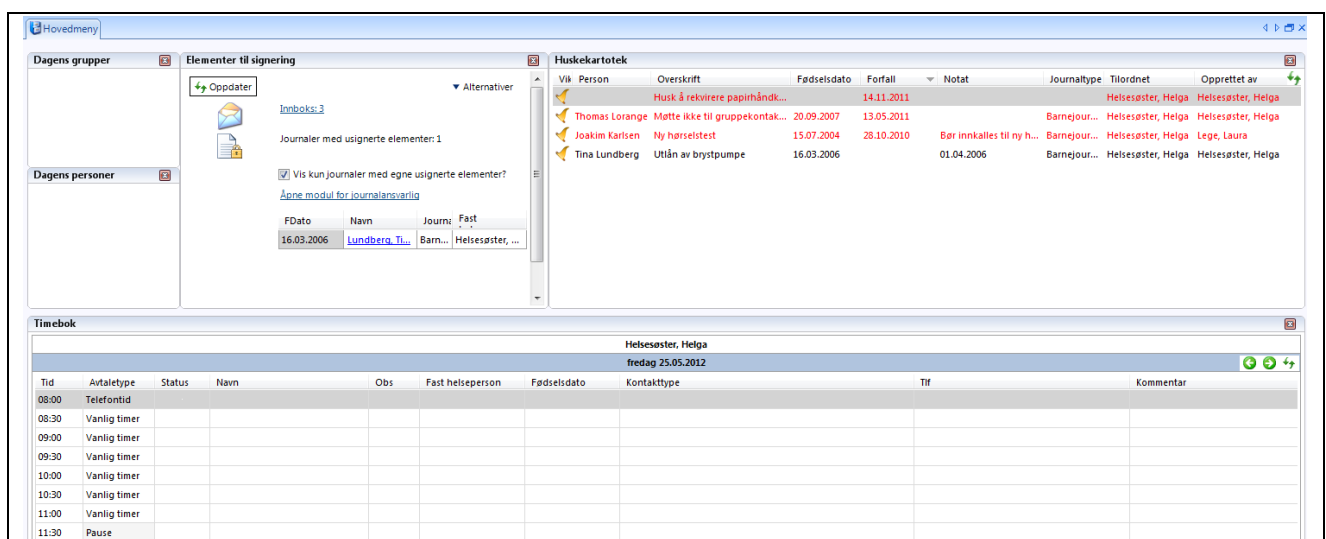 Hovedmeny
Dagens grupper
Dagens personer
Elementer til signering
Oppdater
Alternativer
Innboks: 3
Journaler med usignerte elementer: 1
Vis kun journaler med egne usignerte elementer?
Åpne modul for journalansvarlig
FDato Navn Journa Fast
16.03.2006 Lundberg, Ti... Barn... Helsesøster, ...
Huskekartotek
Vik Person Overskrift Fødselsdato Forfall Notat Journaltype Tilordnet Opprettet av
Husk å rekvirere papirhåndk... 14.11.2011 Helsesøster, Helga Helsesøster, Helga
Thomas Lorange Møtte ikke til gruppekontak... 20.09.2007 13.05.2011 Barnejour... Helsesøster, Helga Helsesøster, Helga
Joakim Karlsen Ny hørselstest 15.07.2004 28.10.2010 Bør innkalles til ny h... Barnejour... Helsesøster, Helga Lege, Laura
Tina Lundberg Utlån av brystpumpe 16.03.2006 01.04.2006 Barnejour... Helsesøster, Helga Helsesøster, Helga
Timebok
Helsesøster, Helga
fredag 25.05.2012
Tid Avtaletype Status Navn Obs Fast helseperson Fødselsdato Kontakttype Tlf Kommentar
08:00 Telefontid
08:30 Vanlig timer
09:00 Vanlig timer
09:30 Vanlig timer
10:00 Vanlig timer
10:30 Vanlig timer
11:00 Vanlig timer
11:30 Pause